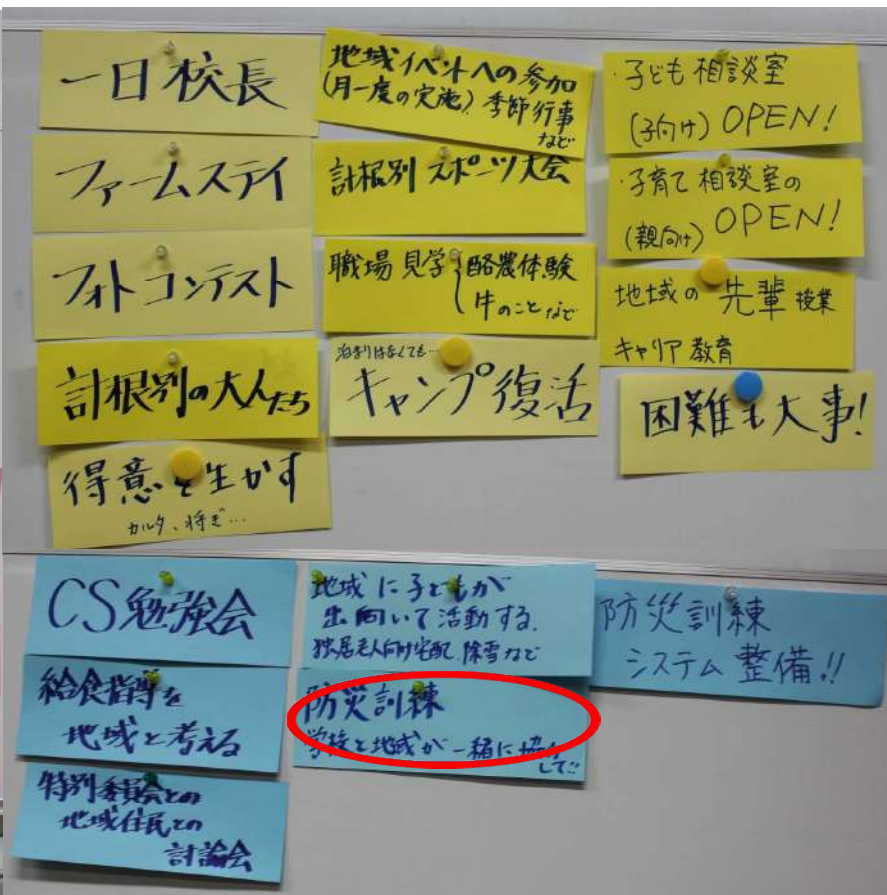 一日校長
ファームステイ
フォトコンテスト
計根別の大人たち
得意を生かす
カルタ、将ぎ…
地域イベントへの参加
(月一度の実施) 季節行事
など
計根別 スポーツ大会
職場見学 酪農体験
牛のことなど
泊まりはなくても…
キャンプ復活
・子ども相談室
(子向け) OPEN!
・子育て相談室の
(親向け) OPEN!
地域の先輩授業
キャリア教育
困難も大事!
CS勉強会
給食指導を
地域と考える
特別委員会との
地域住民との
討論会
地域に子どもが
出向いて活動する.
独居老人向け宅配 除雪など
防災訓練
学校と地域が一緒に協力
して!!
防災訓練
システム整備!!